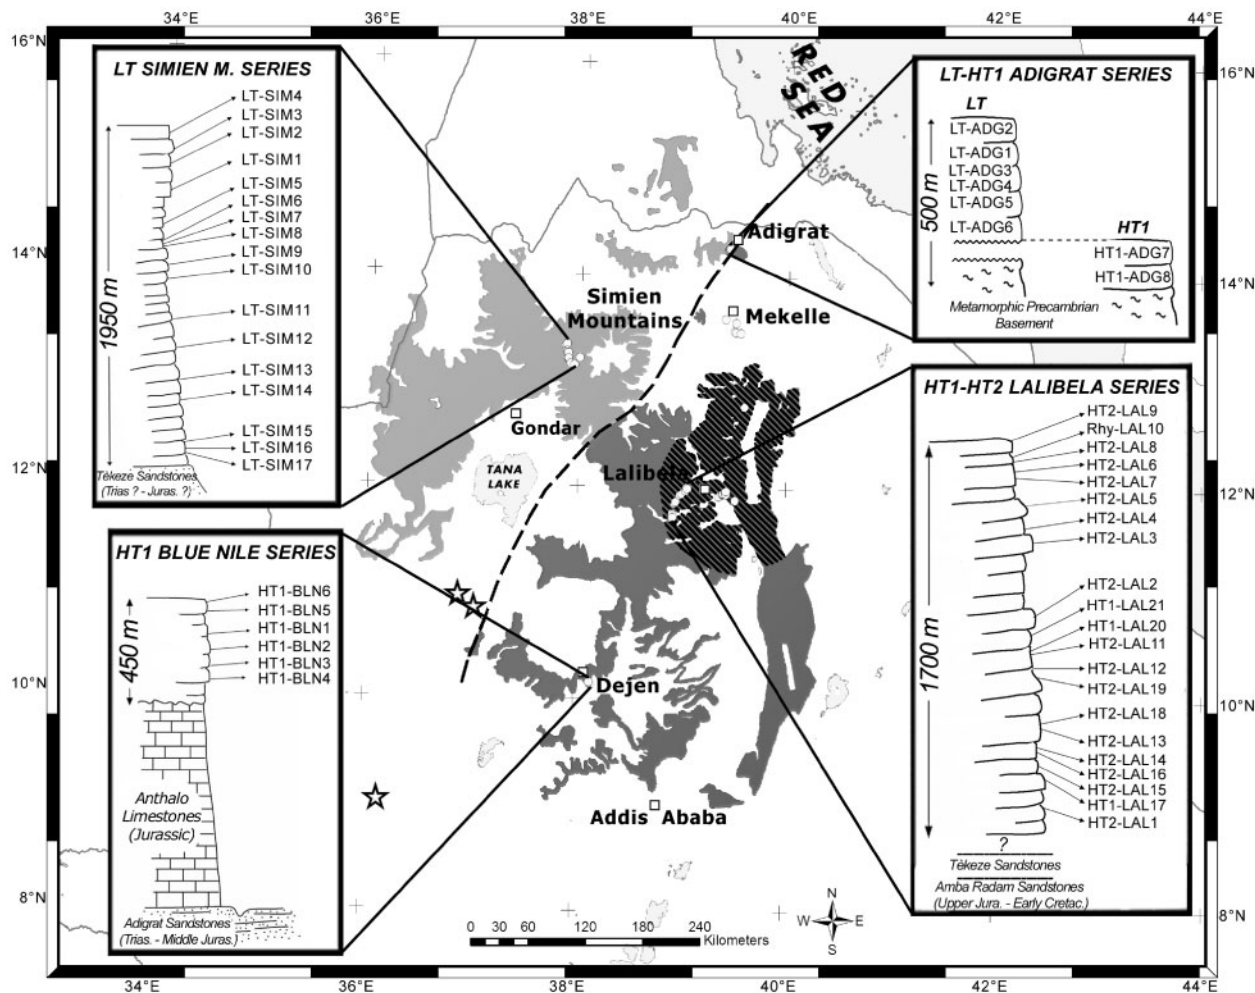 34°E
36°E
38°E
40°E
42°E
44°E
16°N
16°N
14°N
14°N
12°N
12°N
10°N
10°N
8°N
8°N
34°E
36°E
38°E
40°E
42°E
44°E
LT SIMIEN M. SERIES
LT-SIM4
LT-SIM3
LT-SIM2
LT-SIM1
LT-SIM5
LT-SIM6
LT-SIM7
LT-SIM8
LT-SIM9
LT-SIM10
LT-SIM11
LT-SIM12
LT-SIM13
LT-SIM14
LT-SIM15
LT-SIM16
LT-SIM17
1950 m
Tèkeze Sandstones
(Trias ? - Juras. ?)
HT1 BLUE NILE SERIES
HT1-BLN6
HT1-BLN5
HT1-BLN1
HT1-BLN2
HT1-BLN3
HT1-BLN4
450 m
Anthalo
Limestones
(Jurassic)
Adigrat Sandstones
(Trias. - Middle Juras.)
RED
SEA
Adigrat
Mekelle
Simien
Mountains
Gondar
TANA
LAKE
Lalibela
Dejen
Addis Ababa
N
W
E
S
0
30
60
120
180
240
Kilometers
LT-HT1 ADIGRAT SERIES
LT
LT-ADG2
LT-ADG1
LT-ADG3
LT-ADG4
LT-ADG5
LT-ADG6
500 m
HT1
HT1-ADG7
HT1-ADG8
Metamorphic Precambrian
Basement
HT1-HT2 LALIBELA SERIES
HT2-LAL9
Rhy-LAL10
HT2-LAL8
HT2-LAL6
HT2-LAL7
HT2-LAL5
HT2-LAL4
HT2-LAL3
HT2-LAL2
HT1-LAL21
HT1-LAL20
HT2-LAL11
HT2-LAL12
HT2-LAL19
HT2-LAL18
HT2-LAL13
HT2-LAL14
HT2-LAL16
HT2-LAL15
HT1-LAL17
HT2-LAL1
1700 m
?
Tèkeze Sandstones
Amba Radam Sandstones
(Upper Jura. - Early Cretac.)